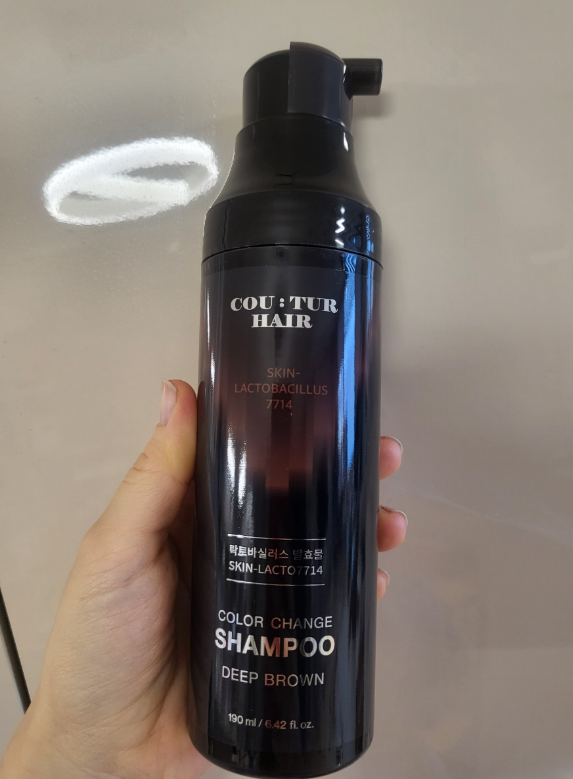 COU:TUR
HAIR
SKIN-
LACTOBACILLUS
7714
락토바실러스 발효물
SKIN-LACTO7714
COLOR CHANGE
SHAMPOO
DEEP BROWN
190 ml / 6.42 fl. oz.